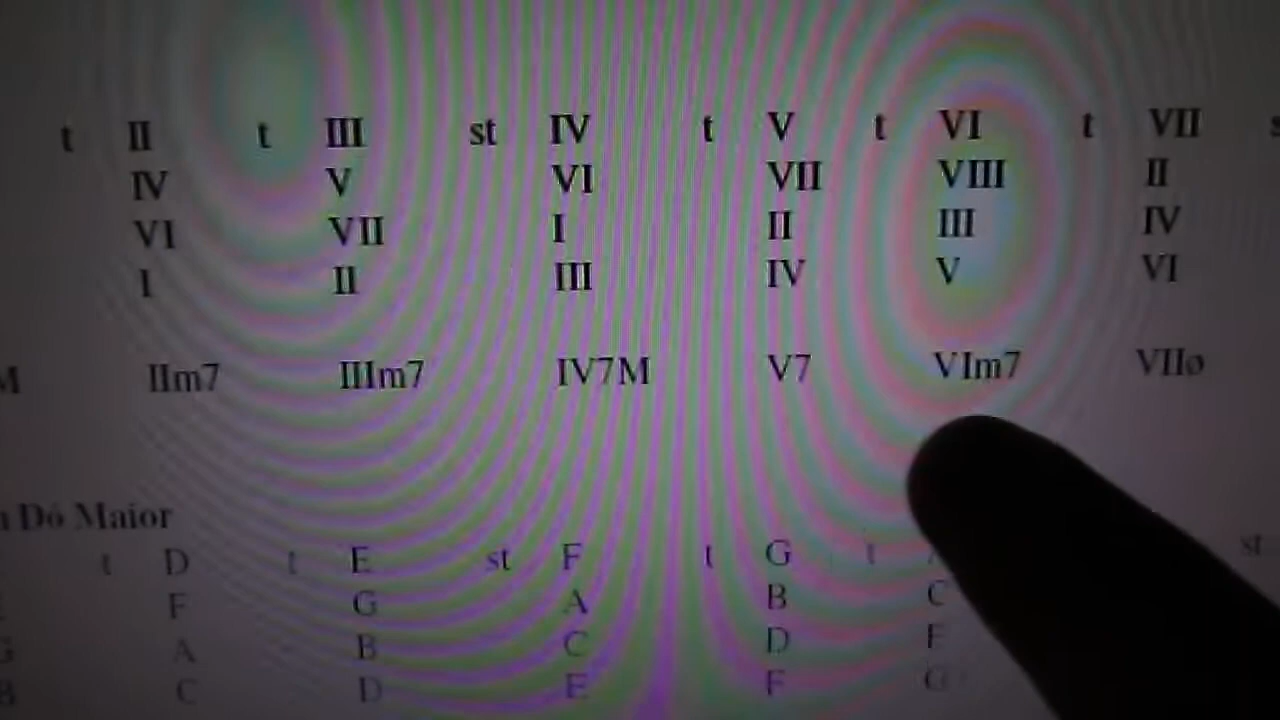 t II t III st IV t V t VI t VII
IV V VI VII VIII II
VI VII I II III IV
I II III IV V VI
M IIm7 IIIm7 IV7M V7 VIm7 VIIø
Dó Maior
t D t E st F t G t st
F G A B C
G A B C D
B C D E F G